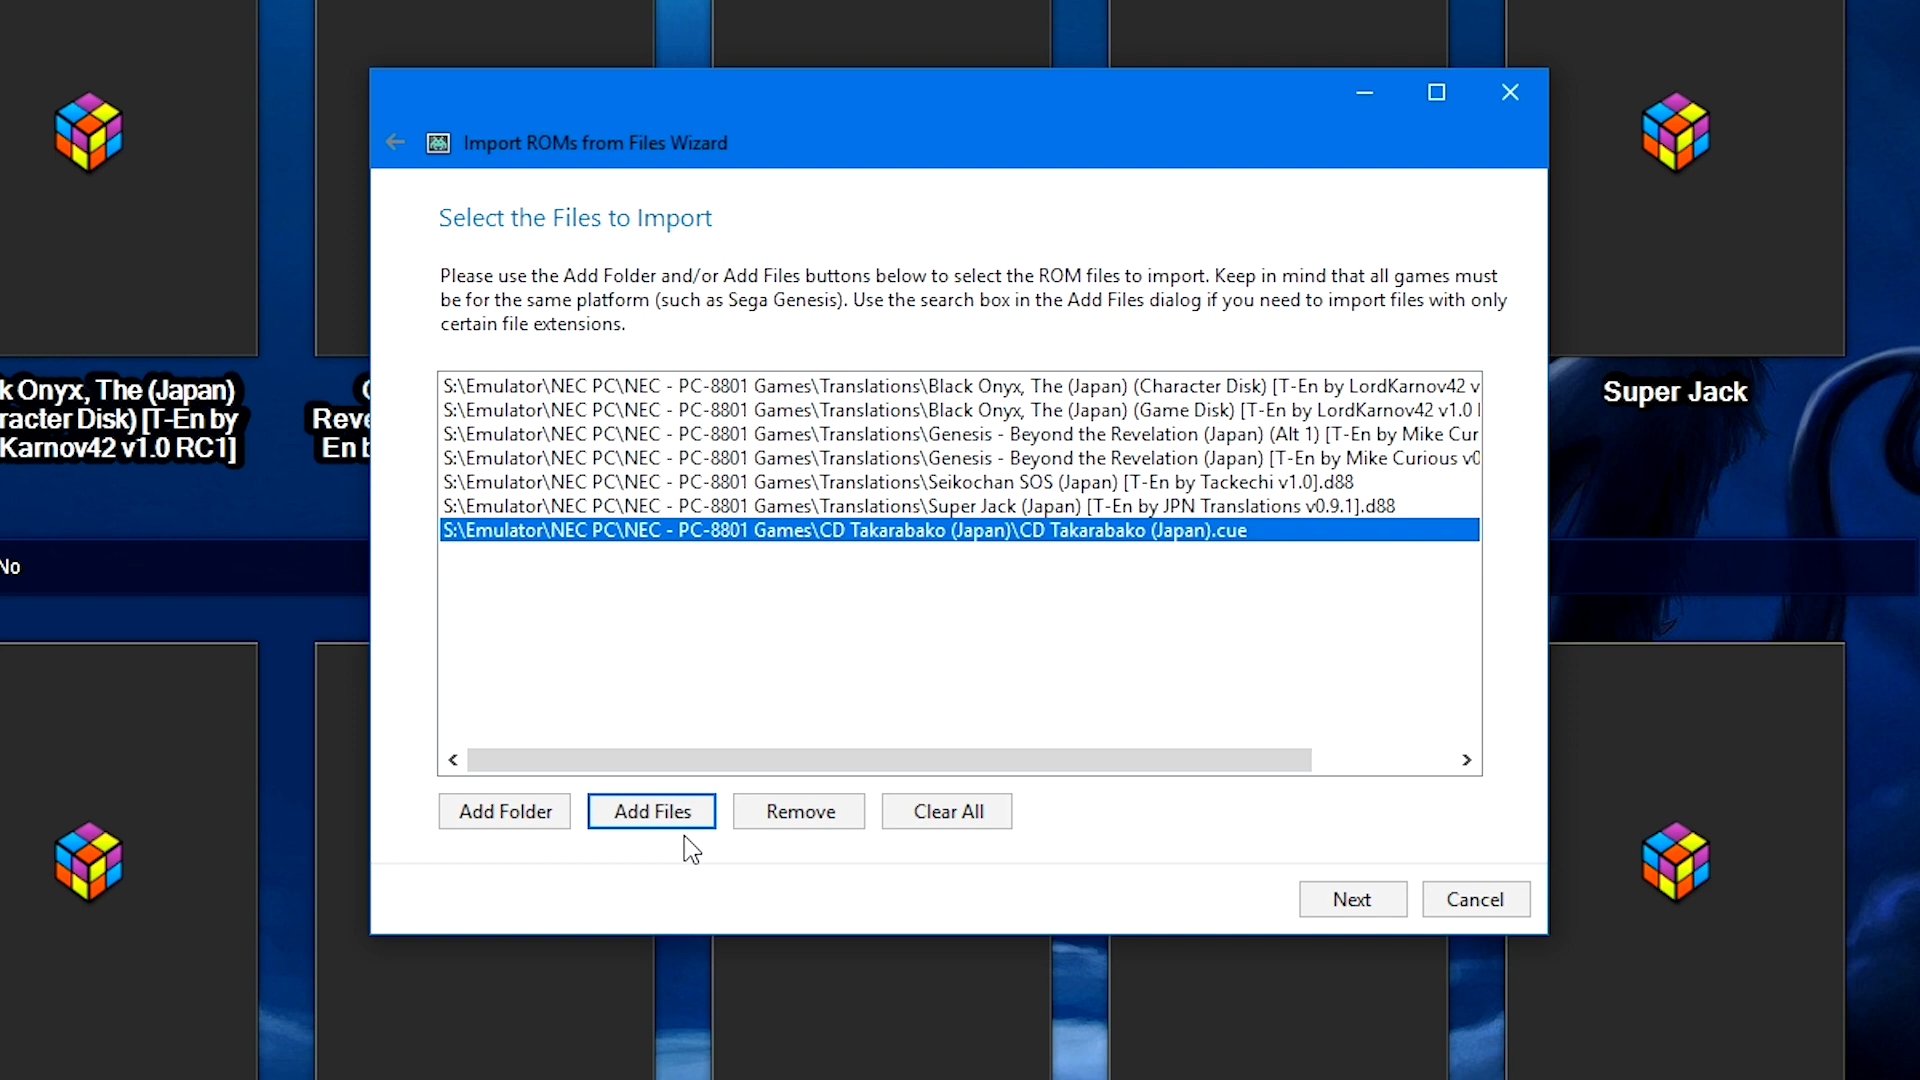 Import ROMs from Files Wizard
Select the Files to Import
Please use the Add Folder and/or Add Files buttons below to select the ROM files to import. Keep in mind that all games must
be for the same platform (such as Sega Genesis). Use the search box in the Add Files dialog if you need to import files with only
certain file extensions.
S:\Emulator\NEC PC\NEC - PC-8801 Games\Translations\Black Onyx, The (Japan) (Character Disk) [T-En by LordKarnov42 v
S:\Emulator\NEC PC\NEC - PC-8801 Games\Translations\Black Onyx, The (Japan) (Game Disk) [T-En by LordKarnov42 v1.0
S:\Emulator\NEC PC\NEC - PC-8801 Games\Translations\Genesis - Beyond the Revelation (Japan) (Alt 1) [T-En by Mike Cur
S:\Emulator\NEC PC\NEC - PC-8801 Games\Translations\Genesis - Beyond the Revelation (Japan) [T-En by Mike Curious v0
S:\Emulator\NEC PC\NEC - PC-8801 Games\Translations\Seikochan SOS (Japan) [T-En by Tackechi v1.0].d88
S:\Emulator\NEC PC\NEC - PC-8801 Games\Translations\Super Jack (Japan) [T-En by JPN Translations v0.9.1].d88
S:\Emulator\NEC PC\NEC - PC-8801 Games\CD Takarabako (Japan)\CD Takarabako (Japan).cue
Add Folder
Add Files
Remove
Clear All
Next
Cancel
k Onyx, The (Japan)
racter Disk) [T-En by
Karnov42 v1.0 RC1]
Reve
En b
Super Jack
No